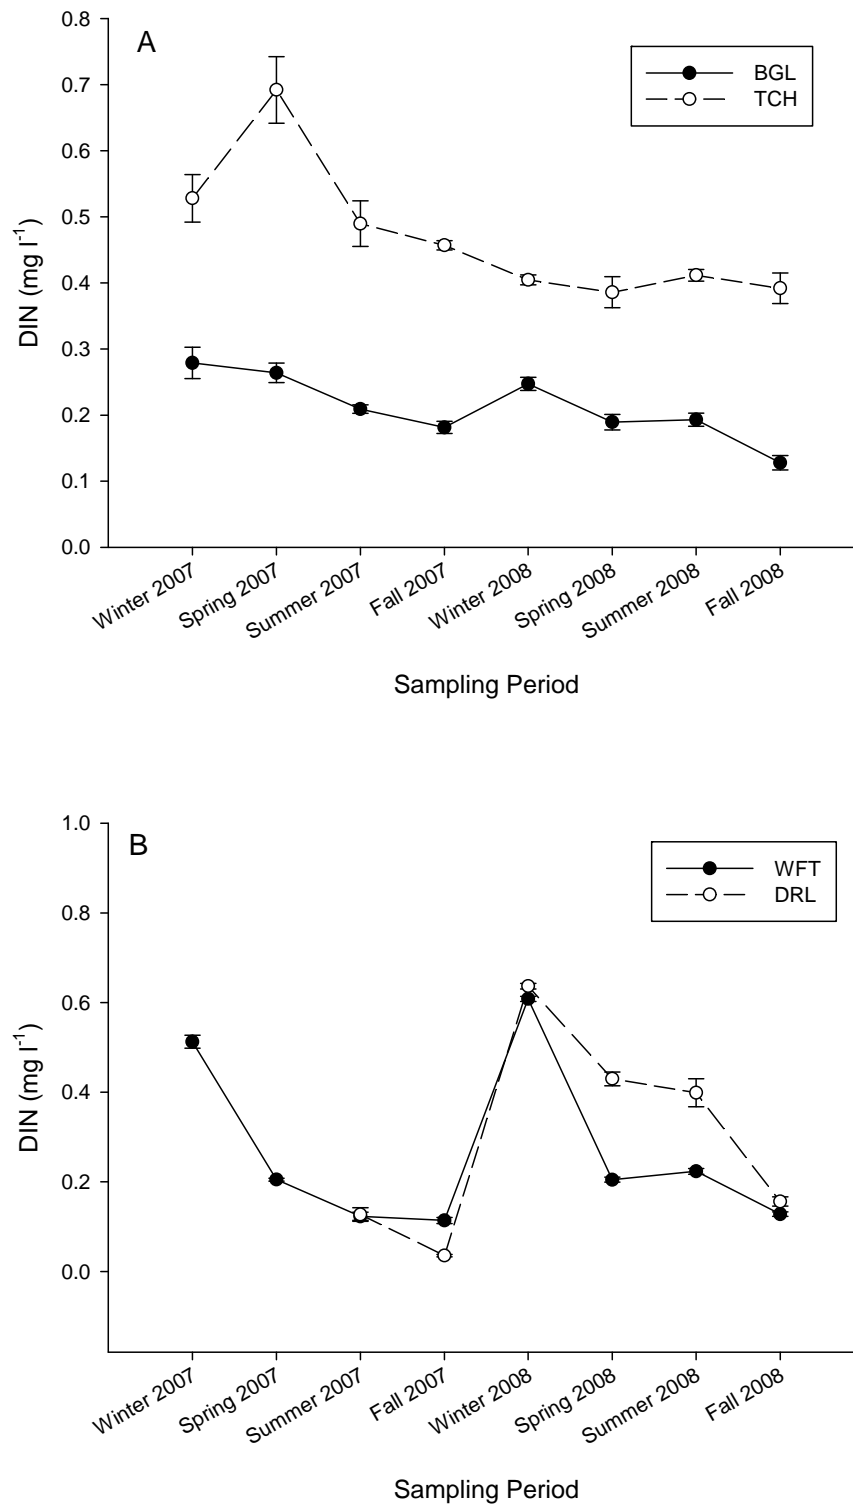 A
BGL
TCH
0.8
0.7
0.6
0.5
0.4
0.3
0.2
0.1
0.0
DIN (mg l⁻¹)
Winter 2007
Spring 2007
Summer 2007
Fall 2007
Winter 2008
Spring 2008
Summer 2008
Fall 2008
Sampling Period
B
WFT
DRL
1.0
0.8
0.6
0.4
0.2
0.0
DIN (mg l⁻¹)
Winter 2007
Spring 2007
Summer 2007
Fall 2007
Winter 2008
Spring 2008
Summer 2008
Fall 2008
Sampling Period